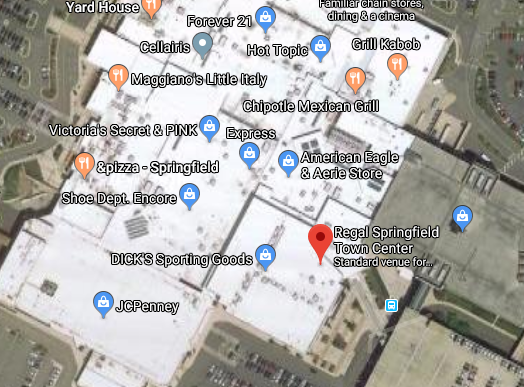 Familiar chain stores,
dining & a cinema
Yard House
Forever 21
Cellairis
Hot Topic
Grill Kabob
Maggiano's Little Italy
Chipotle Mexican Grill
Victoria's Secret & PINK
Express
&pizza - Springfield
American Eagle
& Aerie Store
Shoe Dept. Encore
Regal Springfield
Town Center
Standard venue for...
DICK'S Sporting Goods
JCPenney